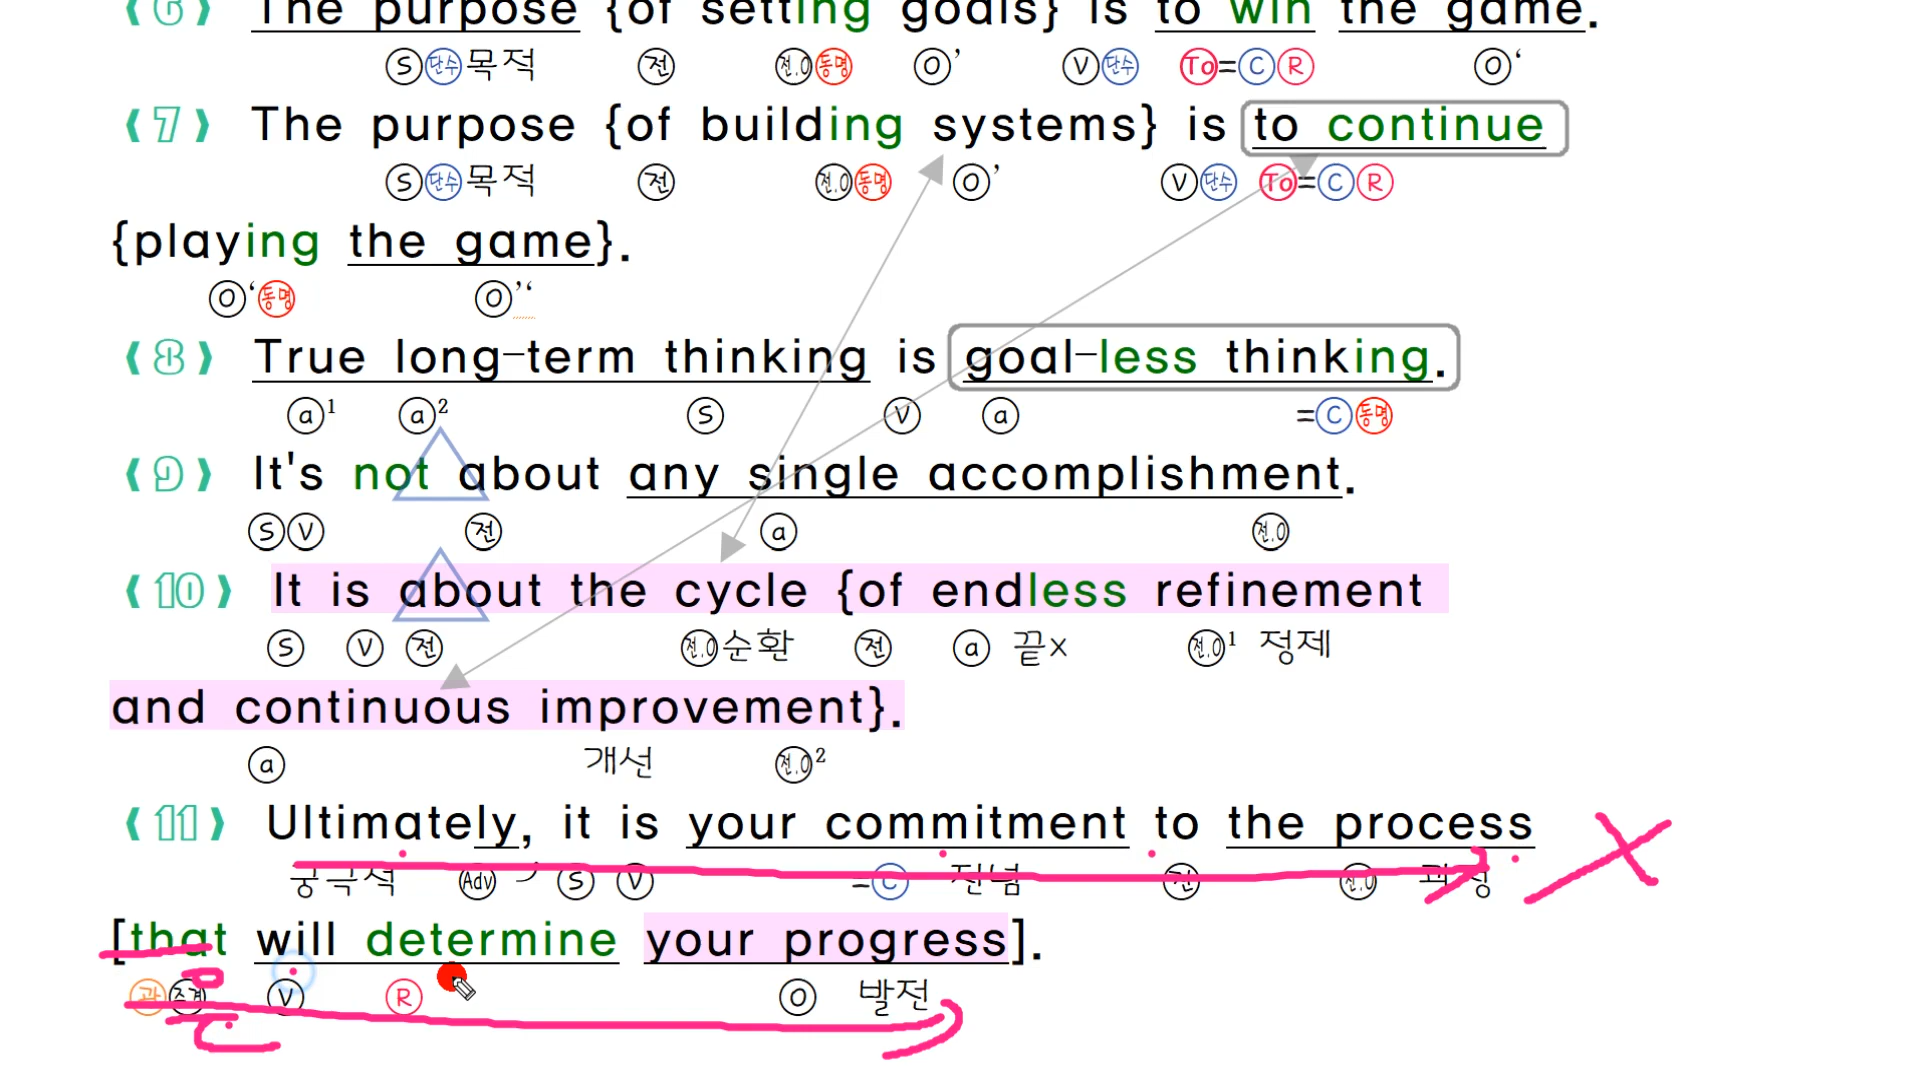 ❪6❫ The purpose {of setting goals} is to win the game.
Ⓢ단수목적 전 전.O동명 O' Ⓥ단수 To=ⒸⓇ O'
❪7❫ The purpose {of building systems} is to continue
Ⓢ단수목적 전 전.O동명 O' Ⓥ단수 To=ⒸⓇ
{playing the game}.
O'동명 O''
❪8❫ True long-term thinking is goal-less thinking.
ⓐ¹ ⓐ² Ⓢ Ⓥ ⓐ =Ⓒ동명
❪9❫ It's not about any single accomplishment.
ⓈⓋ 전 ⓐ 전.O
❪10❫ It is about the cycle {of endless refinement
Ⓢ Ⓥ 전 전.O순환 전 ⓐ 끝x 전.O¹ 정제
and continuous improvement}.
ⓐ 개선 전.O²
❪11❫ Ultimately, it is your commitment to the process
궁극적 Adv Ⓢ Ⓥ =Ⓒ 전념 전 전.O 과정
[that will determine your progress].
관주격 Ⓥ Ⓡ O 발전